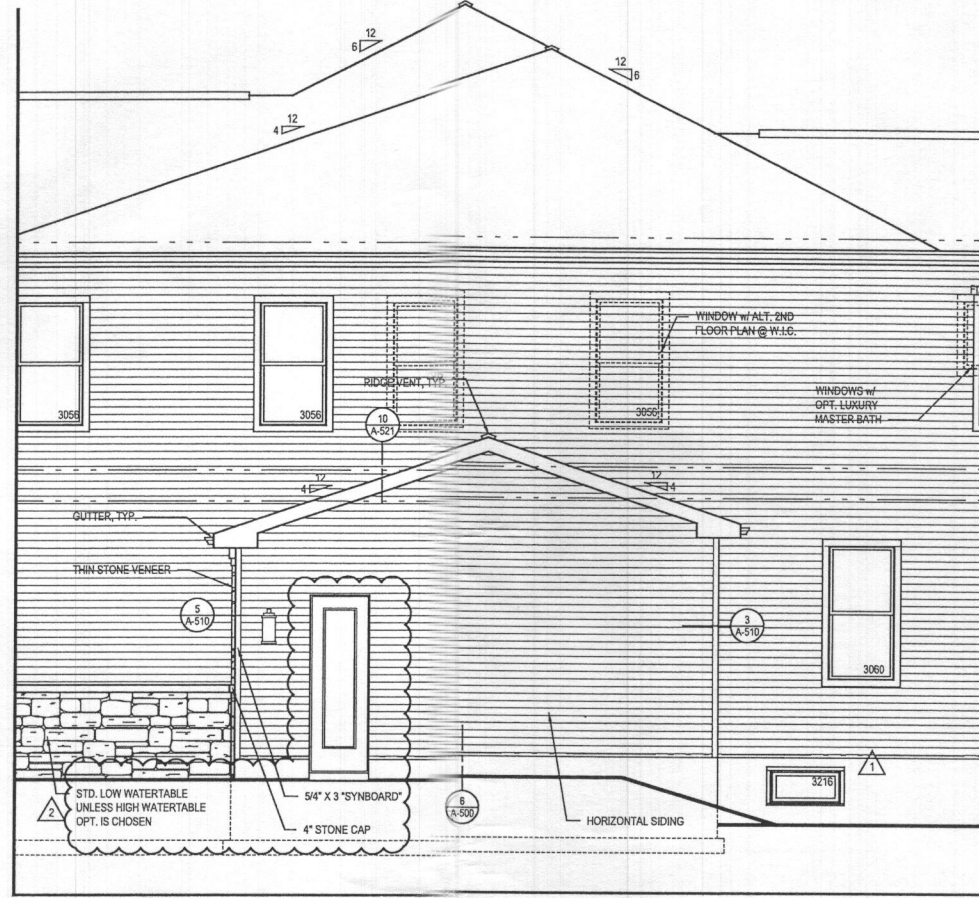 12
6
12
6
12
4
WINDOW w/ ALT. 2ND
FLOOR PLAN @ W.I.C.
RIDGE VENT, TYP.
WINDOWS w/
OPT. LUXURY
MASTER BATH
3056
3056
3056
10
A-521
12
4
12
4
GUTTER, TYP.
THIN STONE VENEER
5
A-510
3
A-510
3060
1
3216
STD. LOW WATERTABLE
UNLESS HIGH WATERTABLE
OPT. IS CHOSEN
2
5/4" X 3 "SYNBOARD"
4" STONE CAP
6
A-500
HORIZONTAL SIDING